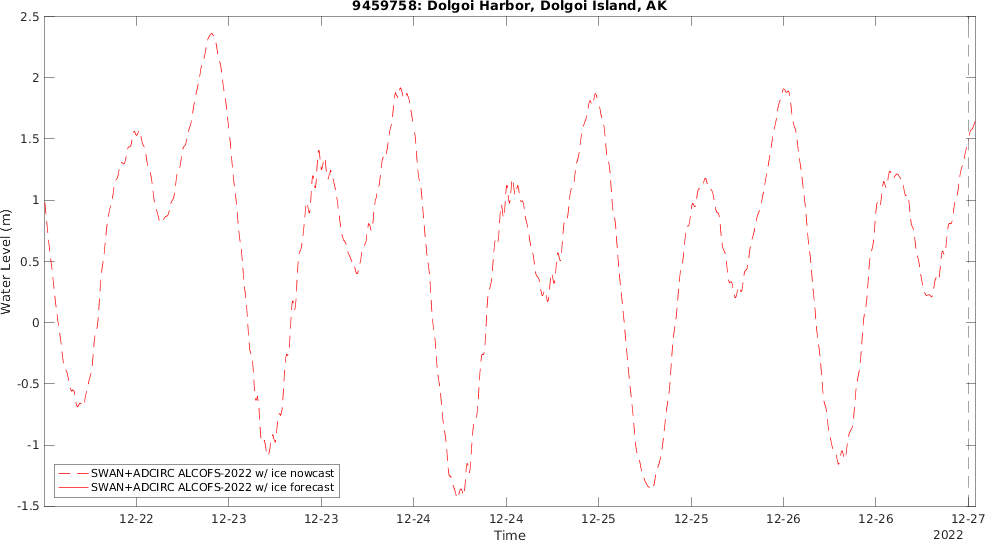 9459758: Dolgoi Harbor, Dolgoi Island, AK
Water Level (m)
2.5
2
1.5
1
0.5
0
-0.5
-1
-1.5
SWAN+ADCIRC ALCOFS-2022 w/ ice nowcast
SWAN+ADCIRC ALCOFS-2022 w/ ice forecast
12-22 12-23 12-23 12-24 12-24 12-25 12-25 12-26 12-26 12-27
Time
2022